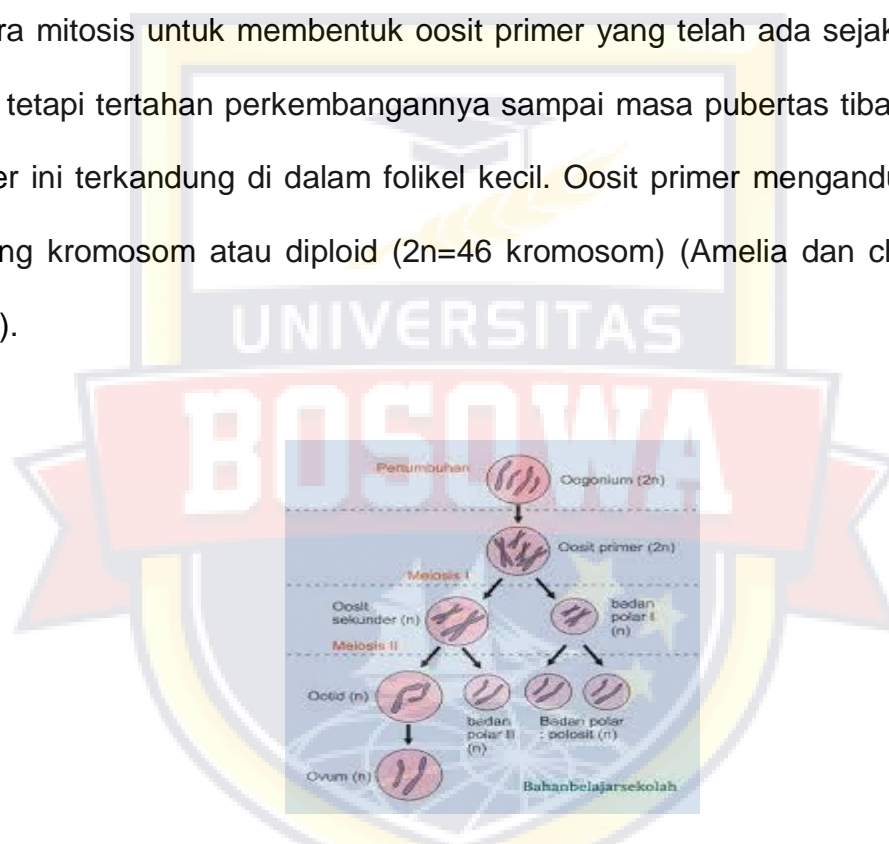 ra mitosis untuk membentuk oosit primer yang telah ada sejak
tetapi tertahan perkembangannya sampai masa pubertas tiba
er ini terkandung di dalam folikel kecil. Oosit primer mengandu
ng kromosom atau diploid (2n=46 kromosom) (Amelia dan c
).
UNIVERSITAS
BOSOWA
Pertumbuhan
Oogonium (2n)
Oosit primer (2n)
Meiosis I
Oosit
sekunder (n)
badan
polar I
(n)
Meiosis II
Ootid (n)
badan
polar II
(n)
Badan polar
: polosit (n)
Ovum (n)
Bahanbelajarsekolah